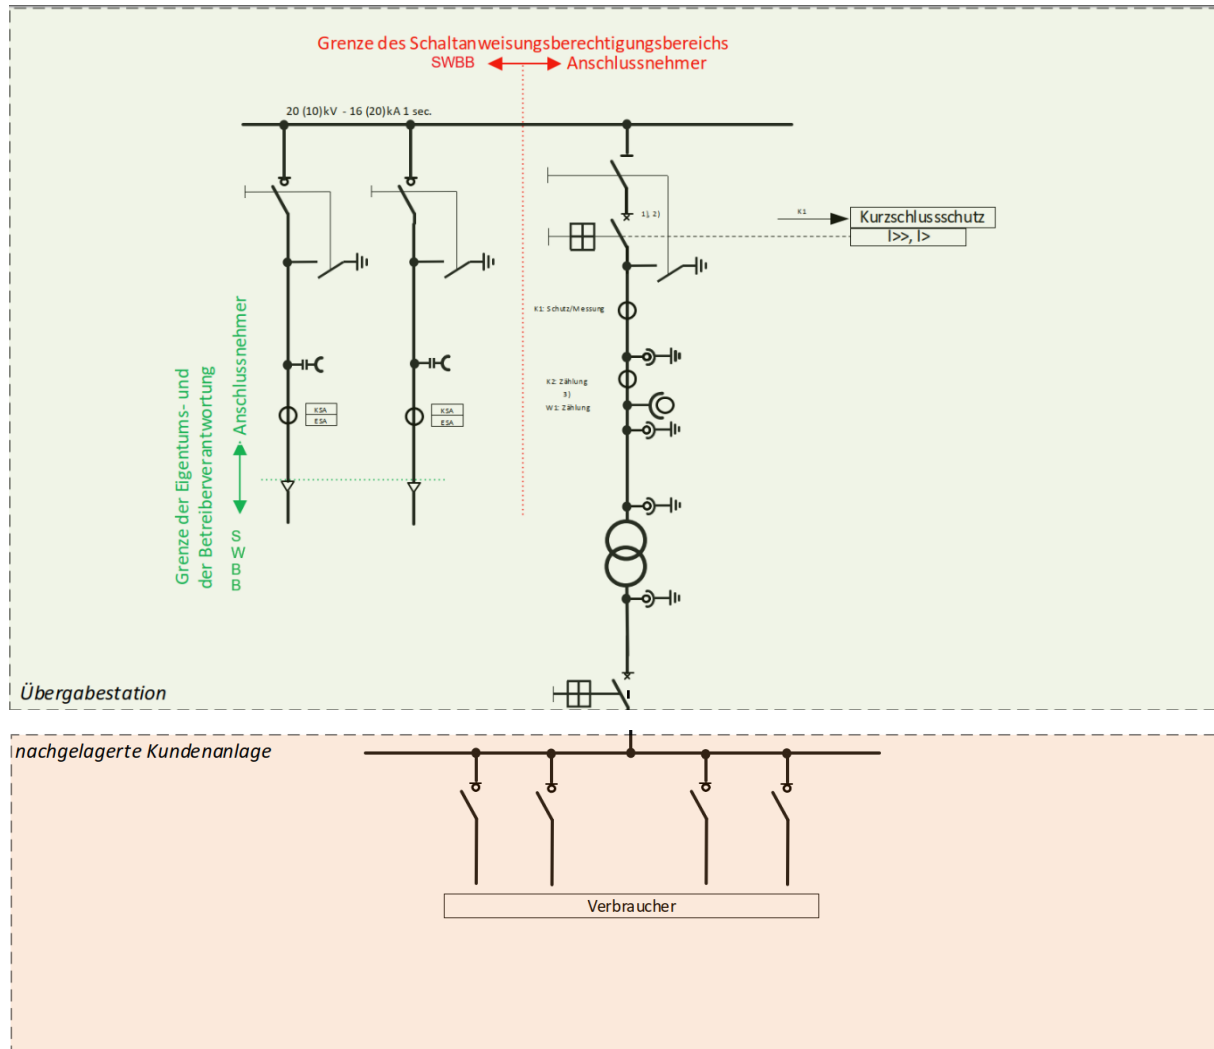 Grenze des Schaltanweisungsberechtigungsbereichs
SWBB
Anschlussnehmer
20 (10)kV - 16 (20)kA 1 sec.
1), 2)
K1
Kurzschlussschutz
I>>, I>
K1: Schutz/Messung
K2: Zählung
3)
W1: Zählung
KSA
ESA
KSA
ESA
Grenze der Eigentums- und
der Betreiberverantwortung
Anschlussnehmer
S
W
B
B
Übergabestation
nachgelagerte Kundenanlage
Verbraucher